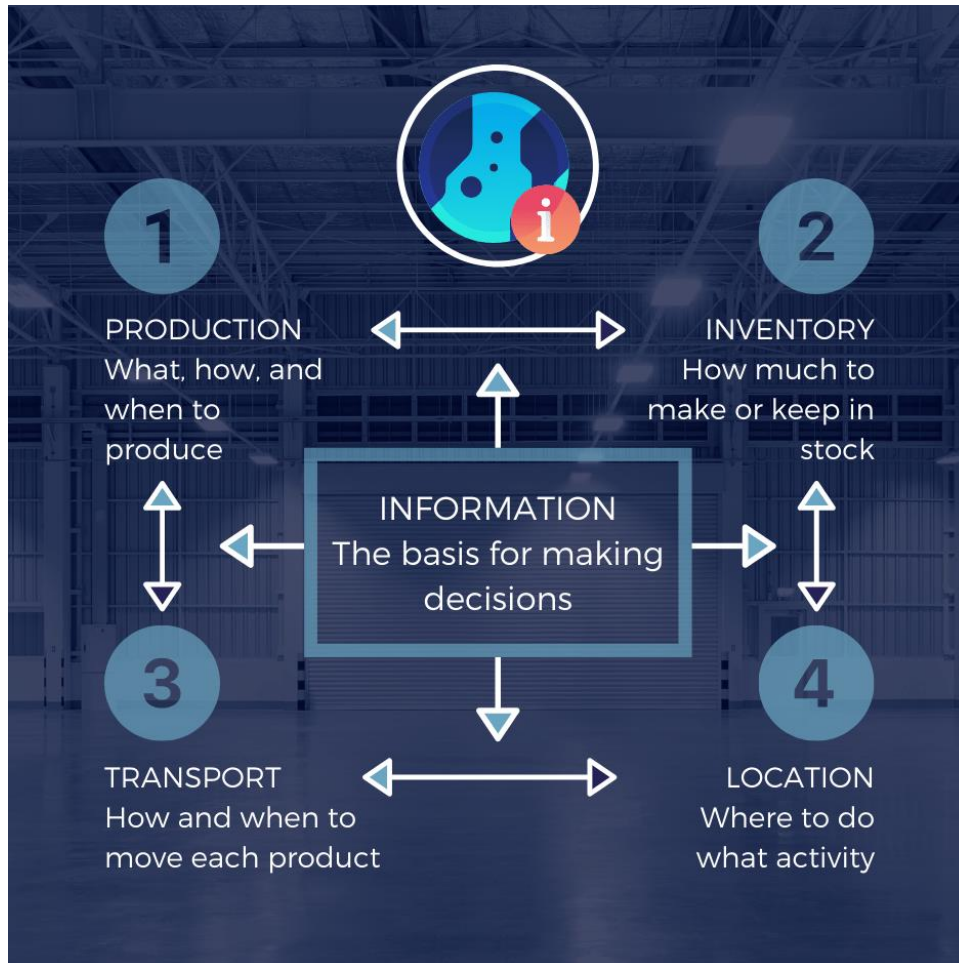 i
1
PRODUCTION
What, how, and
when to
produce
2
INVENTORY
How much to
make or keep in
stock
INFORMATION
The basis for making
decisions
3
TRANSPORT
How and when to
move each product
4
LOCATION
Where to do
what activity